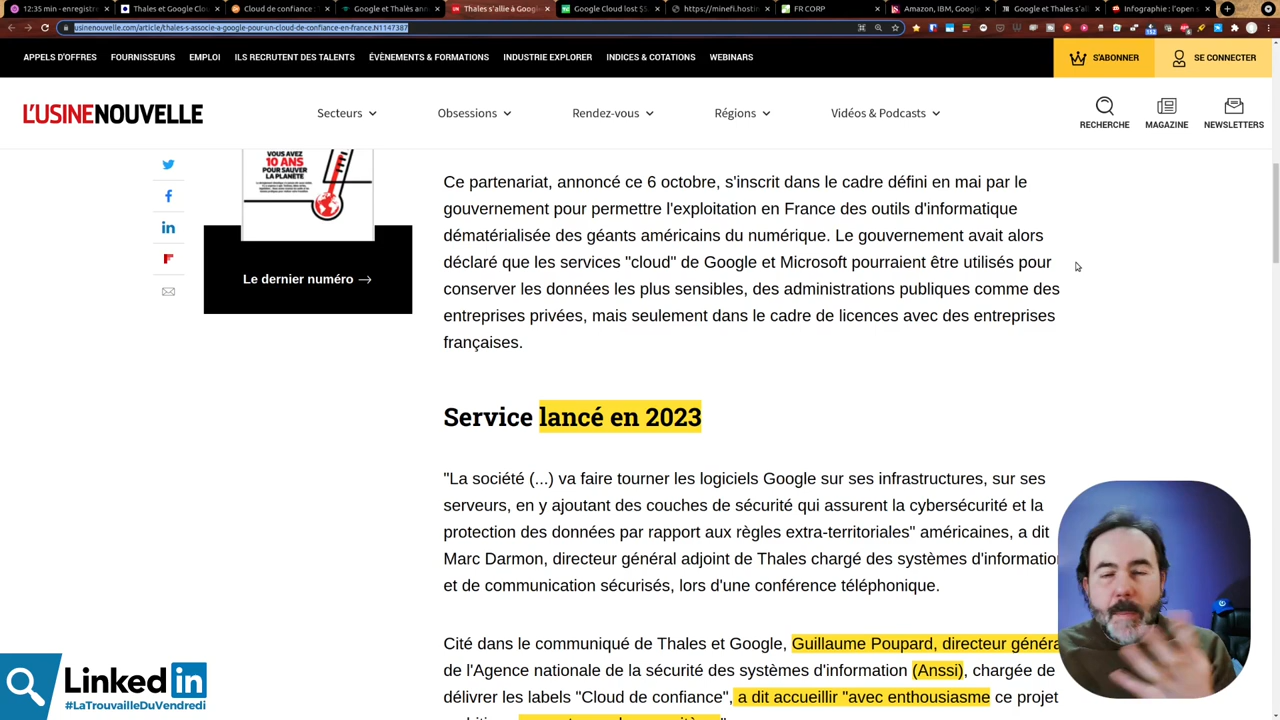 12:35 min - enregistre
Thales et Google Clou
Cloud de confiance :
Google et Thalès ann
Thales s'allie à Google
Google Cloud lost $5
https://minefi.hostin
FR CORP
Amazon, IBM, Google
Google et Thales s'al
Infographie : l'open
usinenouvelle.com/article/thales-s-associe-a-google-pour-un-cloud-de-confiance-en-france.N1147387
APPELS D'OFFRES FOURNISSEURS EMPLOI ILS RECRUTENT DES TALENTS ÉVÈNEMENTS & FORMATIONS INDUSTRIE EXPLORER INDICES & COTATIONS WEBINARS
S'ABONNER
SE CONNECTER
L'USINENOUVELLE
Secteurs Obsessions Rendez-vous Régions Vidéos & Podcasts
RECHERCHE MAGAZINE NEWSLETTERS
VOUS AVEZ
10 ANS
POUR SAUVER
LA PLANÈTE
Le dernier numéro →
Ce partenariat, annoncé ce 6 octobre, s'inscrit dans le cadre défini en mai par le
gouvernement pour permettre l'exploitation en France des outils d'informatique
dématérialisée des géants américains du numérique. Le gouvernement avait alors
déclaré que les services "cloud" de Google et Microsoft pourraient être utilisés pour
conserver les données les plus sensibles, des administrations publiques comme des
entreprises privées, mais seulement dans le cadre de licences avec des entreprises
françaises.
Service lancé en 2023
"La société (...) va faire tourner les logiciels Google sur ses infrastructures, sur ses
serveurs, en y ajoutant des couches de sécurité qui assurent la cybersécurité et la
protection des données par rapport aux règles extra-territoriales" américaines, a dit
Marc Darmon, directeur général adjoint de Thales chargé des systèmes d'information
et de communication sécurisés, lors d'une conférence téléphonique.
Cité dans le communiqué de Thales et Google, Guillaume Poupard, directeur généra
de l'Agence nationale de la sécurité des systèmes d'information (Anssi), chargée de
délivrer les labels "Cloud de confiance", a dit accueillir "avec enthousiasme ce projet
Linked in
#LaTrouvailleDuVendredi